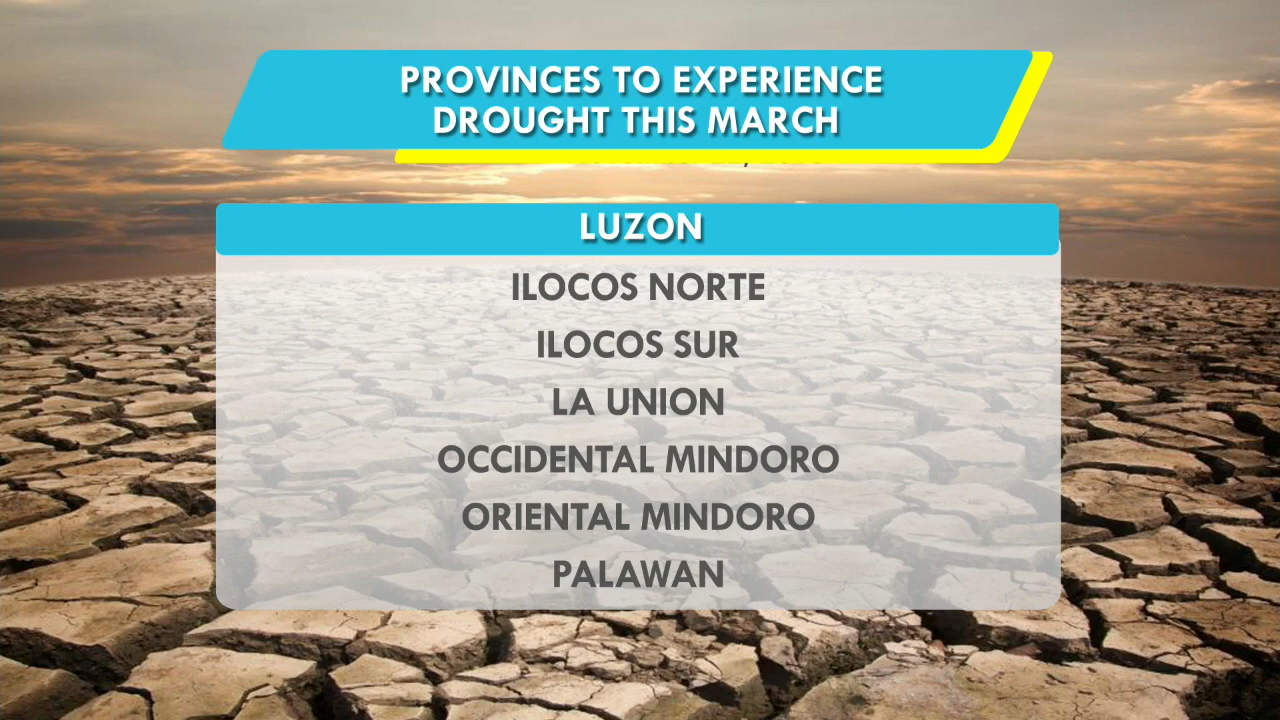 PROVINCES TO EXPERIENCE
DROUGHT THIS MARCH
LUZON
ILOCOS NORTE
ILOCOS SUR
LA UNION
OCCIDENTAL MINDORO
ORIENTAL MINDORO
PALAWAN